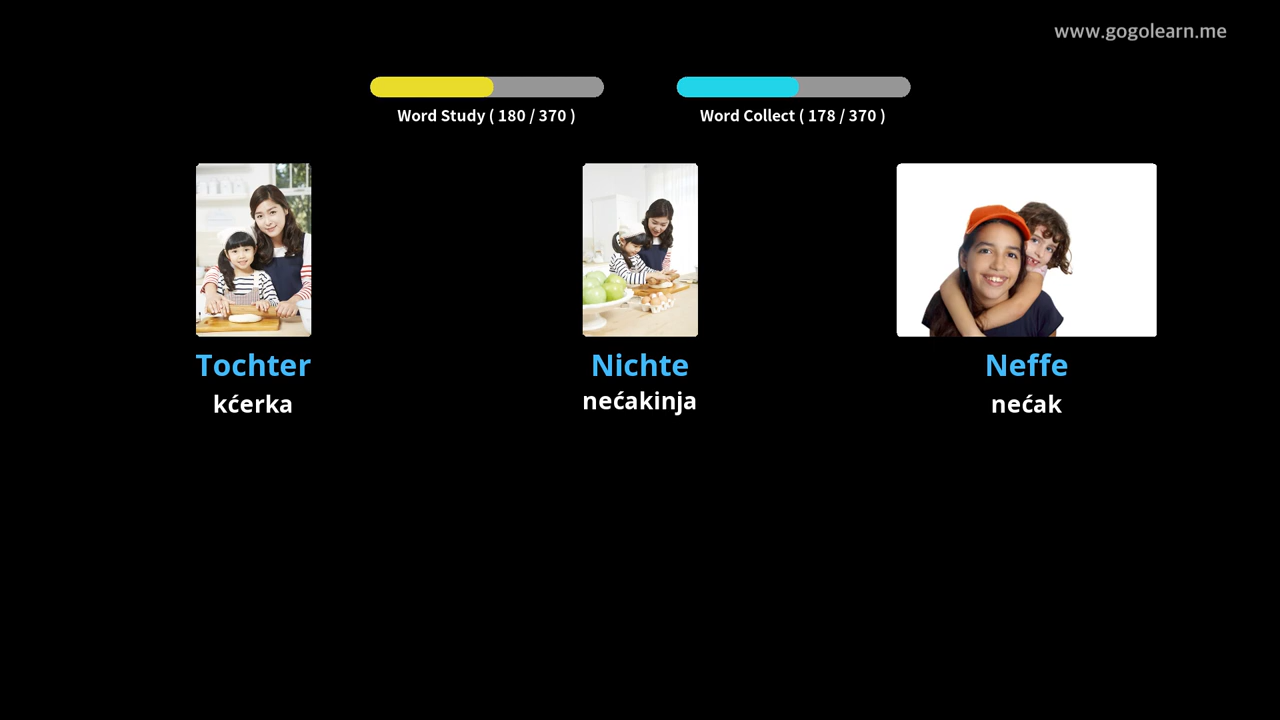 www.gogolearn.me
Word Study ( 180 / 370 )
Word Collect ( 178 / 370 )
Tochter
kćerka
Nichte
nećakinja
Neffe
nećak